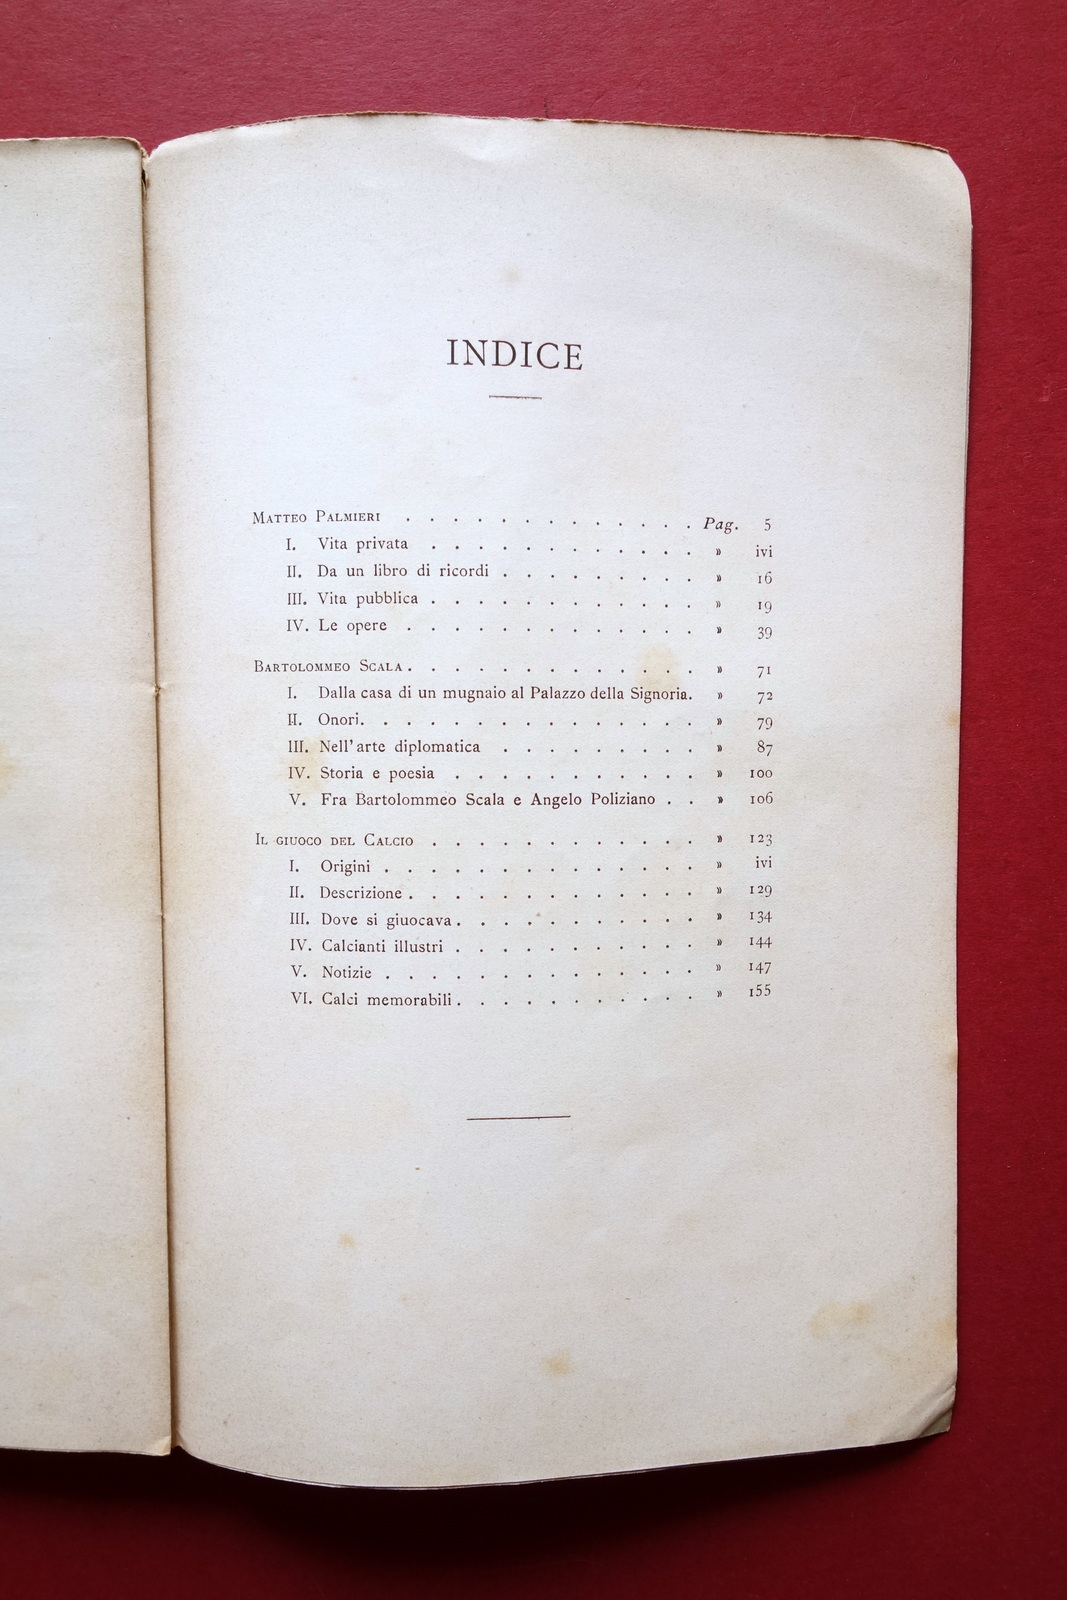 INDICE
Matteo Palmieri . . . . . . . . . . . . . Pag. 5
I. Vita privata . . . . . . . . . . . . » ivi
II. Da un libro di ricordi . . . . . . . . . » 16
III. Vita pubblica . . . . . . . . . . . . » 19
IV. Le opere . . . . . . . . . . . . . » 39
Bartolommeo Scala . . . . . . . . . . . . . » 71
I. Dalla casa di un mugnaio al Palazzo della Signoria. » 72
II. Onori. . . . . . . . . . . . . . . » 79
III. Nell'arte diplomatica . . . . . . . . . » 87
IV. Storia e poesia . . . . . . . . . . . » 100
V. Fra Bartolommeo Scala e Angelo Poliziano . . » 106
Il giuoco del Calcio . . . . . . . . . . . . » 123
I. Origini . . . . . . . . . . . . . . » ivi
II. Descrizione . . . . . . . . . . . . . » 129
III. Dove si giuocava . . . . . . . . . . . » 134
IV. Calcianti illustri . . . . . . . . . . . » 144
V. Notizie . . . . . . . . . . . . . . » 147
VI. Calci memorabili . . . . . . . . . . . » 155